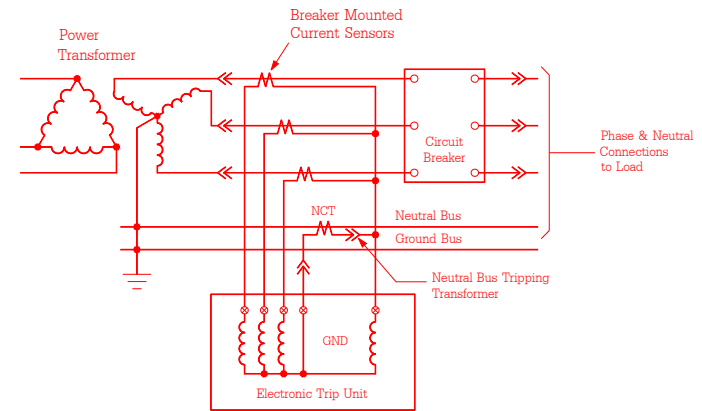 Breaker Mounted
Current Sensors
Power
Transformer
Circuit
Breaker
Phase & Neutral
Connections
to Load
NCT
Neutral Bus
Ground Bus
Neutral Bus Tripping
Transformer
GND
Electronic Trip Unit